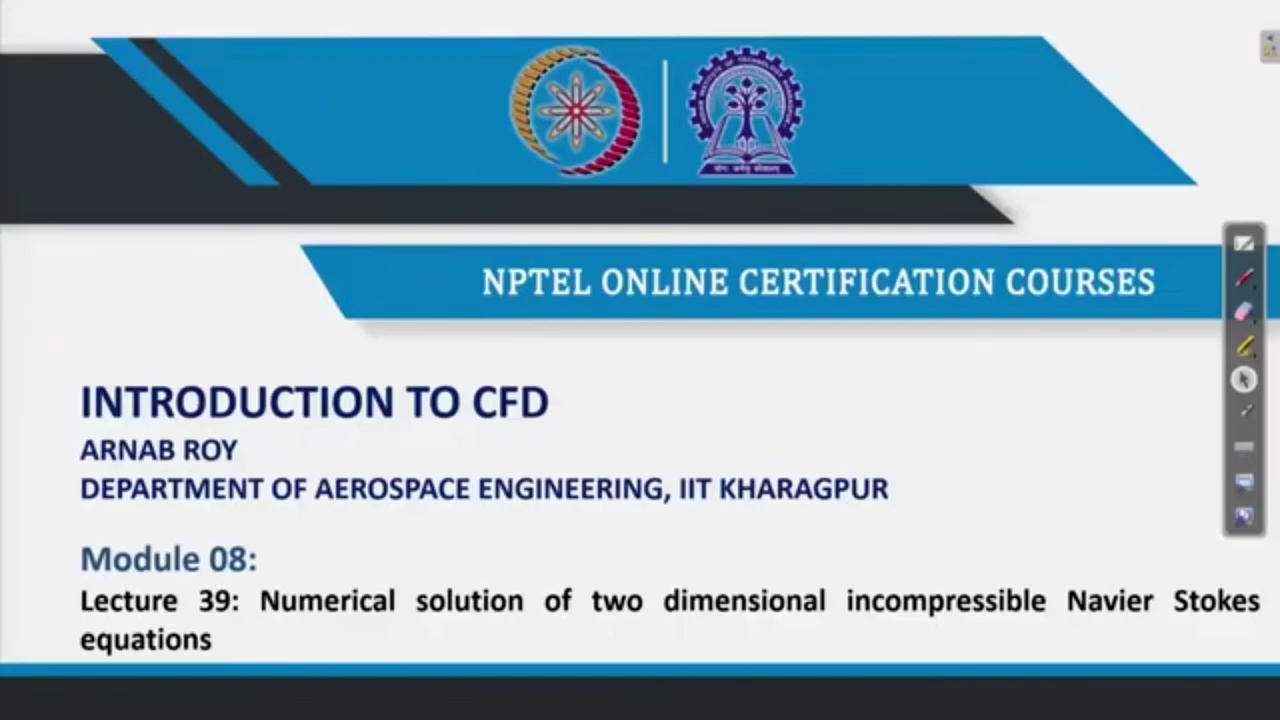 NPTEL ONLINE CERTIFICATION COURSES
INTRODUCTION TO CFD
ARNAB ROY
DEPARTMENT OF AEROSPACE ENGINEERING, IIT KHARAGPUR
Module 08:
Lecture 39: Numerical solution of two dimensional incompressible Navier Stokes
equations